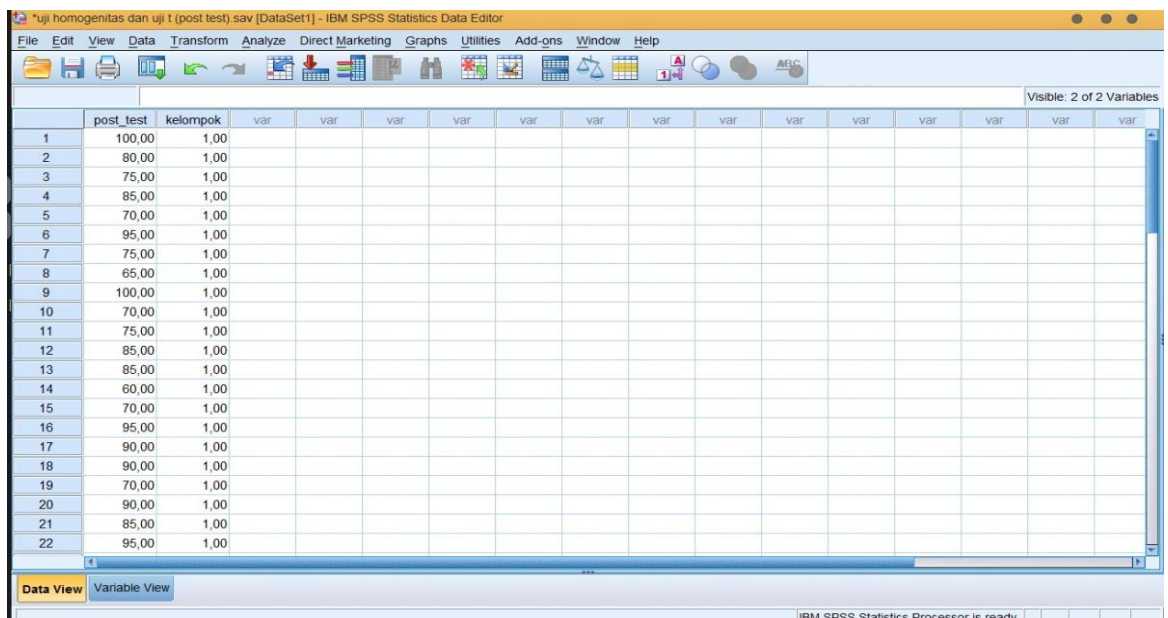 *uji homogenitas dan uji t (post test).sav [DataSet1] - IBM SPSS Statistics Data Editor
File Edit View Data Transform Analyze Direct Marketing Graphs Utilities Add-ons Window Help
Visible: 2 of 2 Variables
post_test kelompok var var var var var var var var var var var var var var
1 100,00 1,00
2 80,00 1,00
3 75,00 1,00
4 85,00 1,00
5 70,00 1,00
6 95,00 1,00
7 75,00 1,00
8 65,00 1,00
9 100,00 1,00
10 70,00 1,00
11 75,00 1,00
12 85,00 1,00
13 85,00 1,00
14 60,00 1,00
15 70,00 1,00
16 95,00 1,00
17 90,00 1,00
18 90,00 1,00
19 70,00 1,00
20 90,00 1,00
21 85,00 1,00
22 95,00 1,00
Data View Variable View
IBM SPSS Statistics Processor is ready